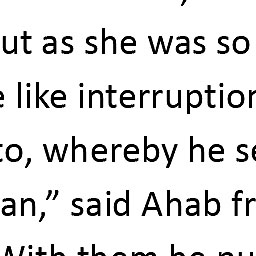 ut as she was so
like interruption
to, whereby he se
an,” said Ahab fr
With them he pu